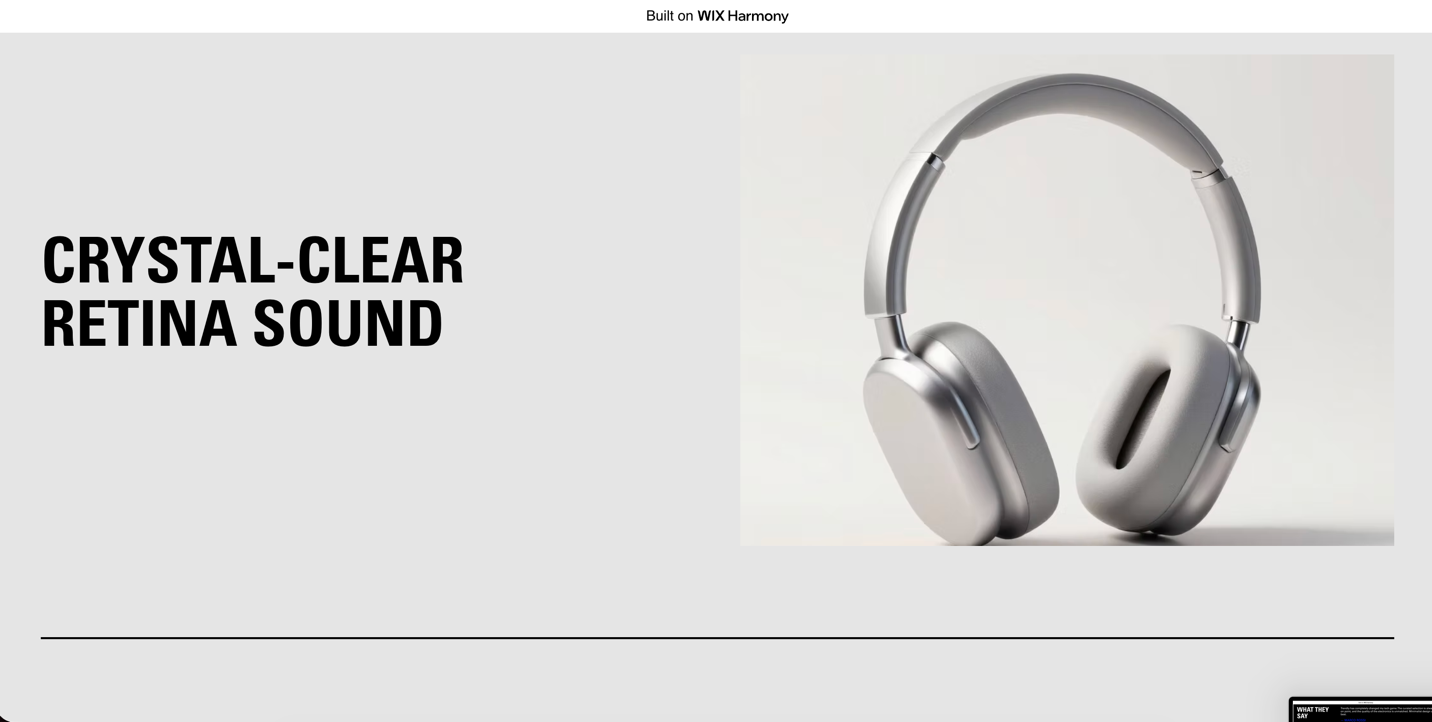 Built on WIX Harmony
CRYSTAL-CLEAR
RETINA SOUND
WHAT THEY
SAY